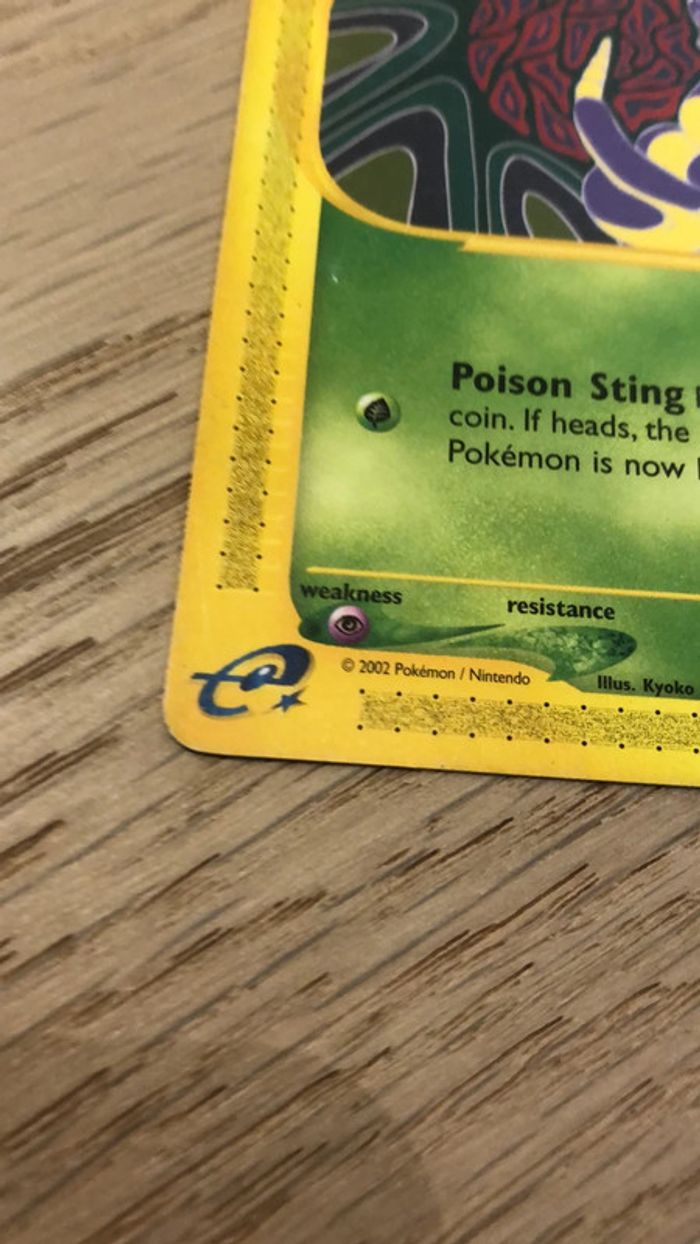 Poison Sting
coin. If heads, the
Pokémon is now
weakness
resistance
© 2002 Pokémon / Nintendo
Illus. Kyoko
e